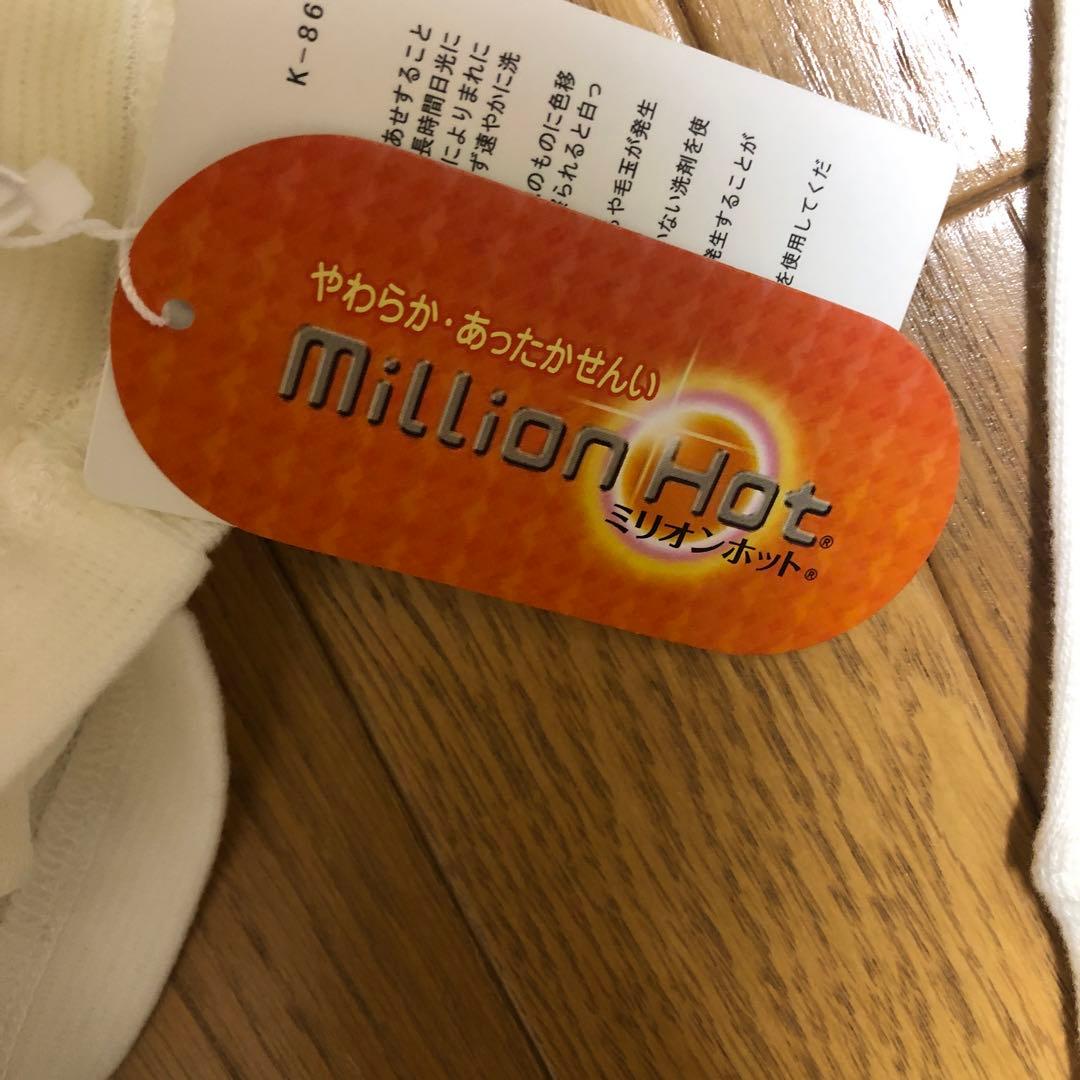 K-86
あせすること
長時間日光に
によりまれに
ず速やかに洗
のものに色移
られると白っ
や毛玉が発生
いない洗剤を使
発生することが
を使用してくだ
やわらか・あったかせんい
Million Hot®
ミリオンホット®